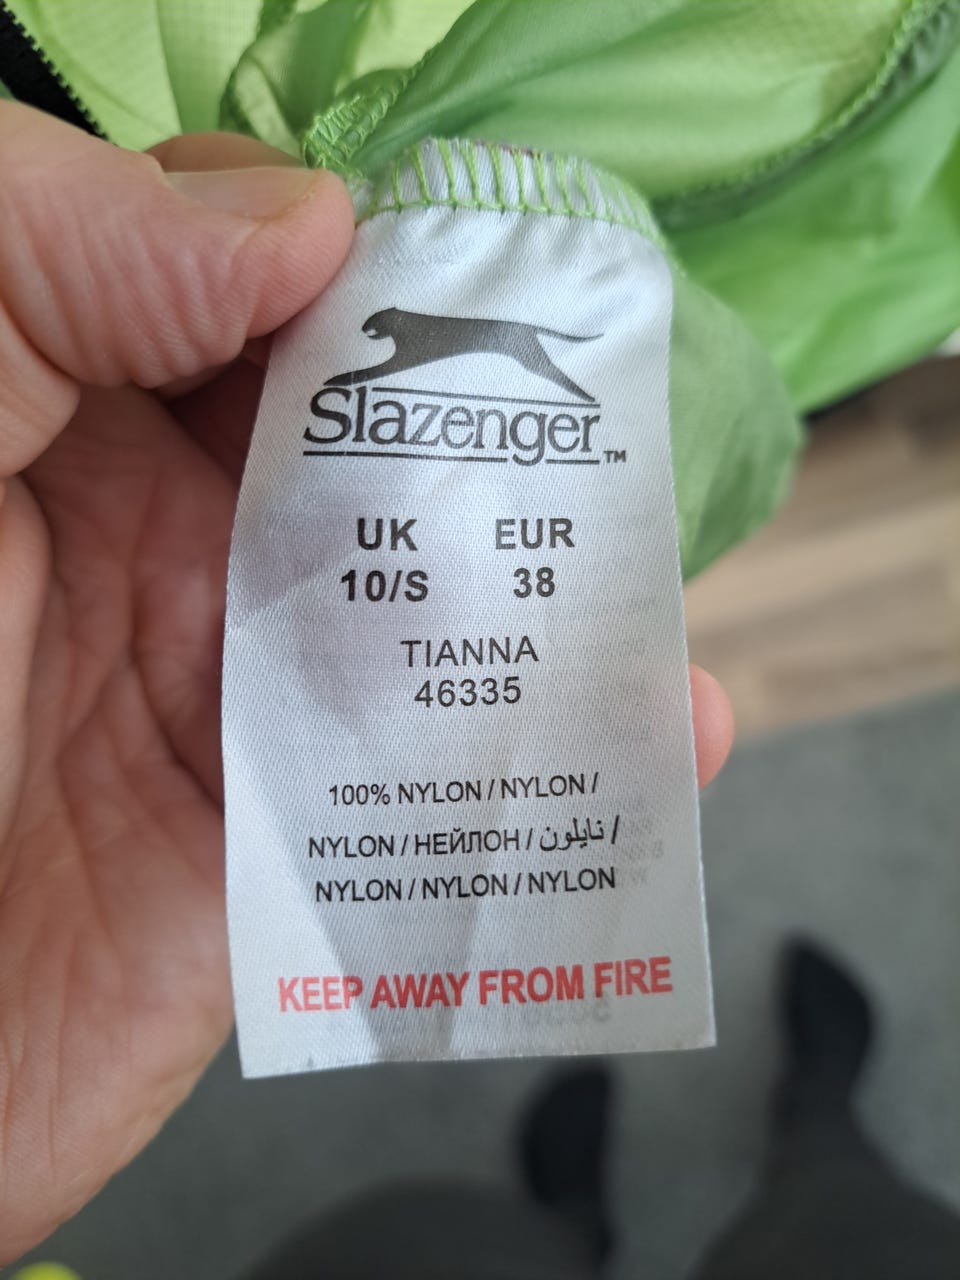 Slazenger™
UK EUR
10/S 38
TIANNA
46335
100% NYLON / NYLON /
NYLON / НЕЙЛОН / نايلون /
NYLON / NYLON / NYLON
KEEP AWAY FROM FIRE